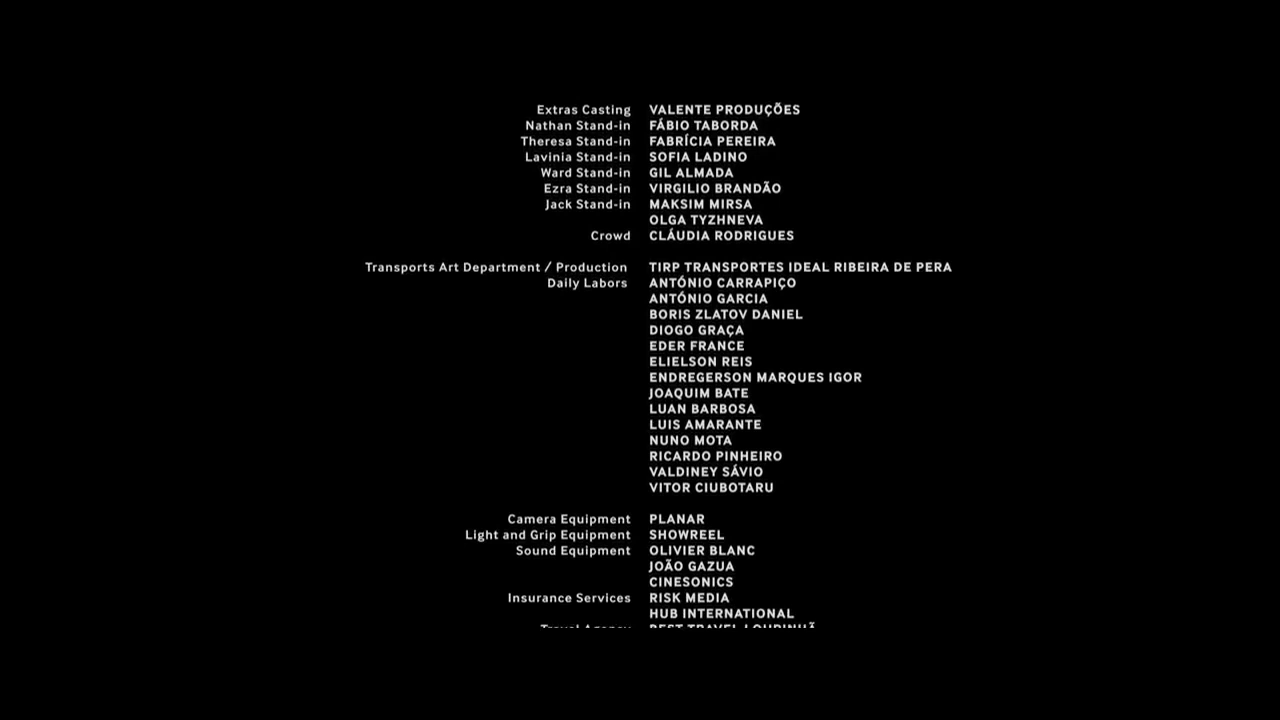 Extras Casting VALENTE PRODUÇÕES
Nathan Stand-in FÁBIO TABORDA
Theresa Stand-in FABRÍCIA PEREIRA
Lavinia Stand-in SOFIA LADINO
Ward Stand-in GIL ALMADA
Ezra Stand-in VIRGILIO BRANDÃO
Jack Stand-in MAKSIM MIRSA
OLGA TYZHNEVA
Crowd CLÁUDIA RODRIGUES
Transports Art Department / Production TIRP TRANSPORTES IDEAL RIBEIRA DE PERA
Daily Labors ANTÓNIO CARRAPIÇO
ANTÓNIO GARCIA
BORIS ZLATOV DANIEL
DIOGO GRAÇA
EDER FRANCE
ELIELSON REIS
ENDREGERSON MARQUES IGOR
JOAQUIM BATE
LUAN BARBOSA
LUIS AMARANTE
NUNO MOTA
RICARDO PINHEIRO
VALDINEY SÁVIO
VITOR CIUBOTARU
Camera Equipment PLANAR
Light and Grip Equipment SHOWREEL
Sound Equipment OLIVIER BLANC
JOÃO GAZUA
CINESONICS
Insurance Services RISK MEDIA
HUB INTERNATIONAL
Travel Agency BEST TRAVEL LOURINHÃ